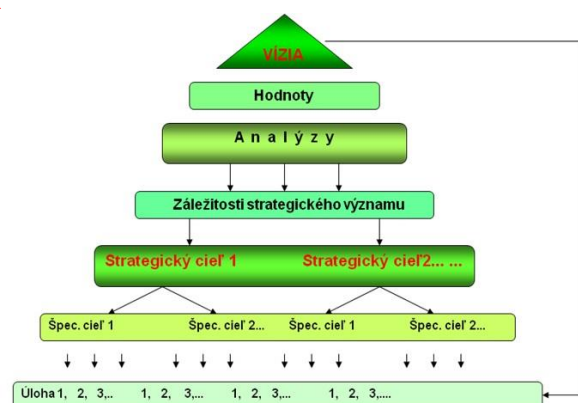 VÍZIA
Hodnoty
A n a l ý z y
Záležitosti strategického významu
Strategický cieľ 1 Strategický cieľ2... ...
Špec. cieľ 1 Špec. cieľ 2... Špec. cieľ 1 Špec. cieľ 2...
Úloha 1, 2, 3,.. 1, 2, 3,... 1, 2, 3,... 1, 2, 3,....